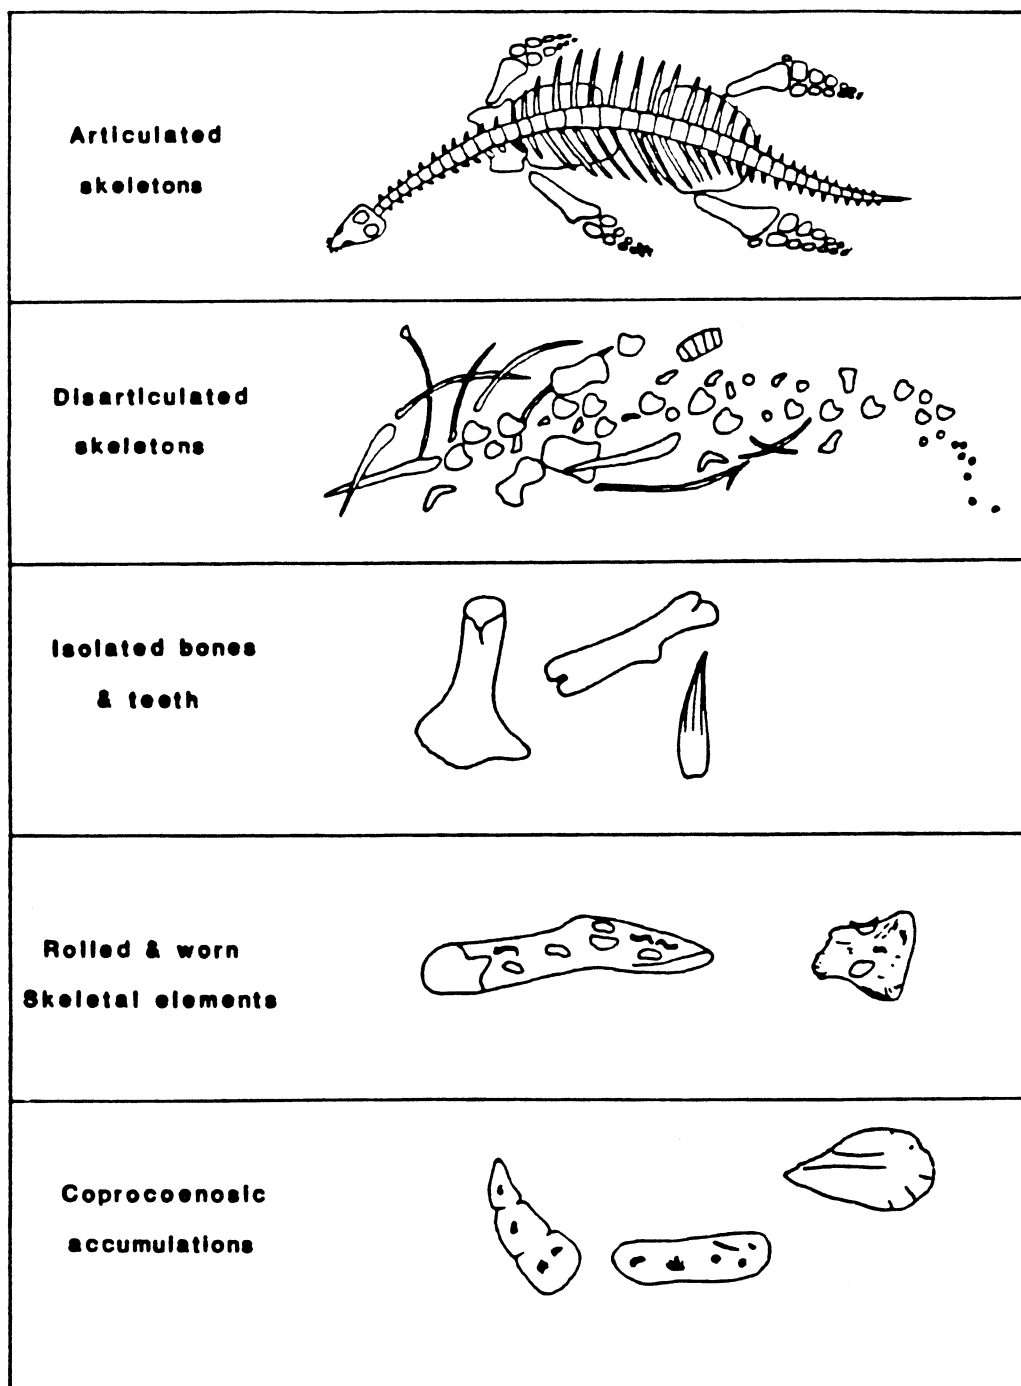 Articulated
skeletons
Disarticulated
skeletons
Isolated bones
& teeth
Rolled & worn
Skeletal elements
Coprocoenosic
accumulations